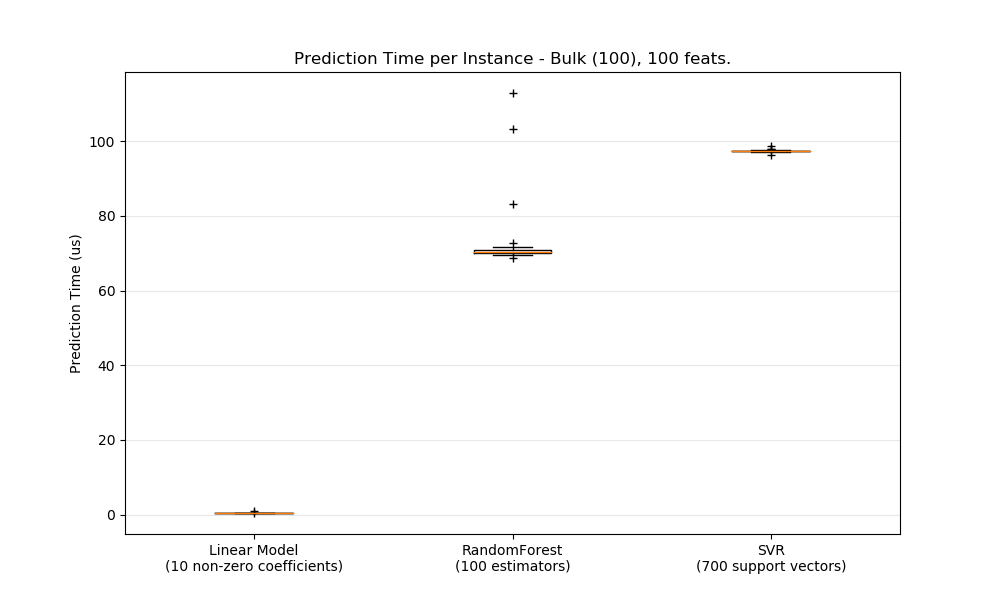 Prediction Time per Instance - Bulk (100), 100 feats.
Prediction Time (us)
100
80
60
40
20
0
Linear Model
(10 non-zero coefficients)
RandomForest
(100 estimators)
SVR
(700 support vectors)